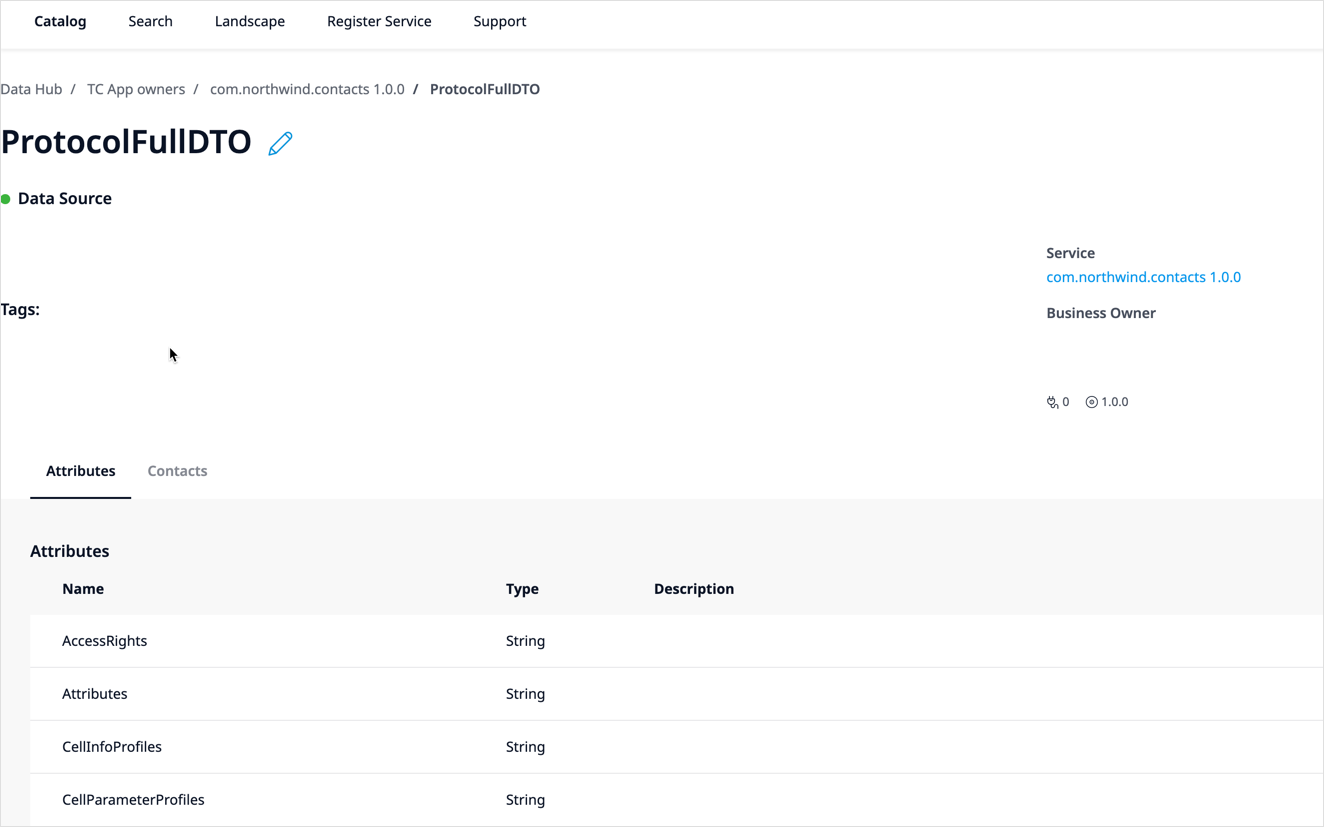 Catalog Search Landscape Register Service Support
Data Hub / TC App owners / com.northwind.contacts 1.0.0 / ProtocolFullDTO
ProtocolFullDTO
Data Source
Service
com.northwind.contacts 1.0.0
Tags:
Business Owner
0 1.0.0
Attributes Contacts
Attributes
Name Type Description
AccessRights String
Attributes String
CellInfoProfiles String
CellParameterProfiles String